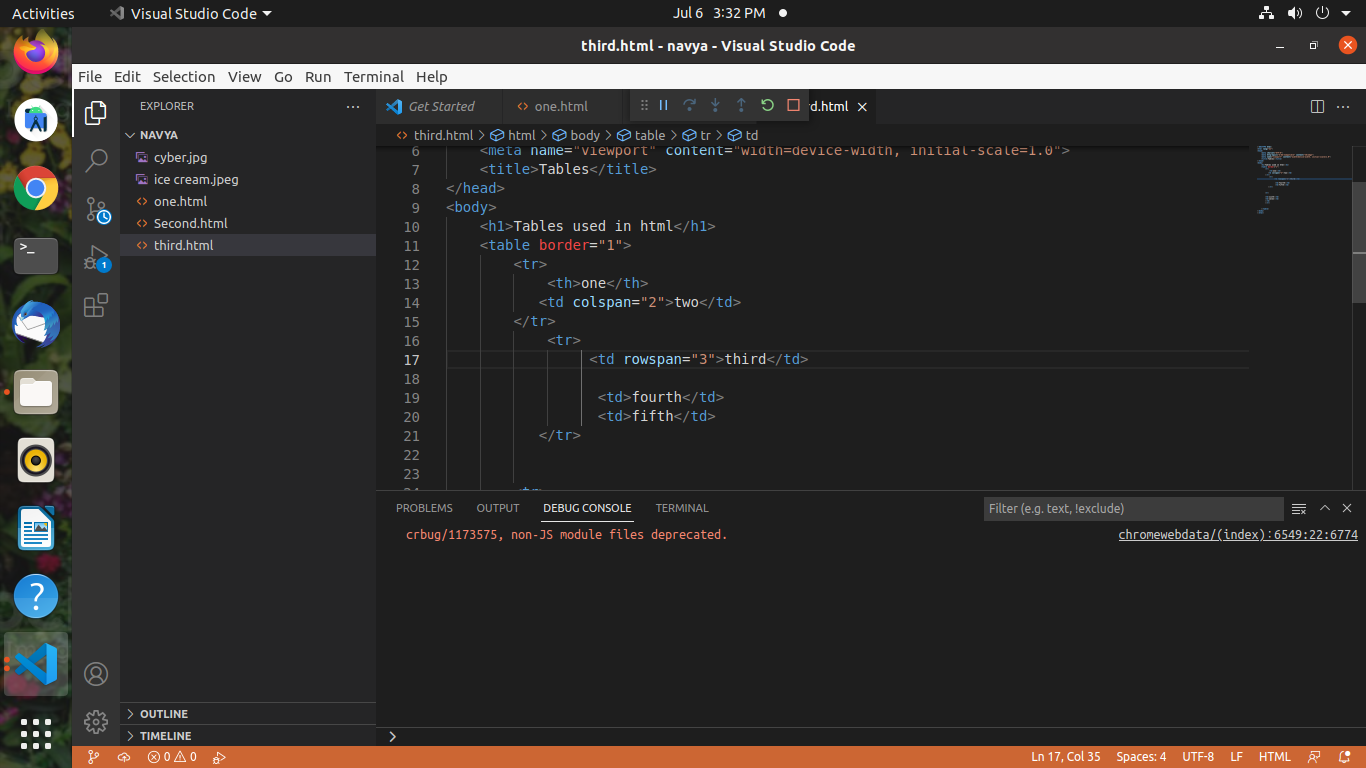 Activities Visual Studio Code Jul 6 3:32 PM
third.html - navya - Visual Studio Code
File Edit Selection View Go Run Terminal Help
EXPLORER ···
NAVYA
cyber.jpg
ice cream.jpeg
one.html
Second.html
third.html
OUTLINE
TIMELINE
1
Get Started one.html d.html
third.html > html > body > table > tr > td
6 <meta name="viewport" content="width=device-width, initial-scale=1.0">
7 <title>Tables</title>
8 </head>
9 <body>
10 <h1>Tables used in html</h1>
11 <table border="1">
12 <tr>
13 <th>one</th>
14 <td colspan="2">two</td>
15 </tr>
16 <tr>
17 <td rowspan="3">third</td>
18
19 <td>fourth</td>
20 <td>fifth</td>
21 </tr>
22
23
24 <tr>
PROBLEMS OUTPUT DEBUG CONSOLE TERMINAL Filter (e.g. text, !exclude)
crbug/1173575, non-JS module files deprecated. chromewebdata/(index):6549:22:6774
0 0 Ln 17, Col 35 Spaces: 4 UTF-8 LF HTML